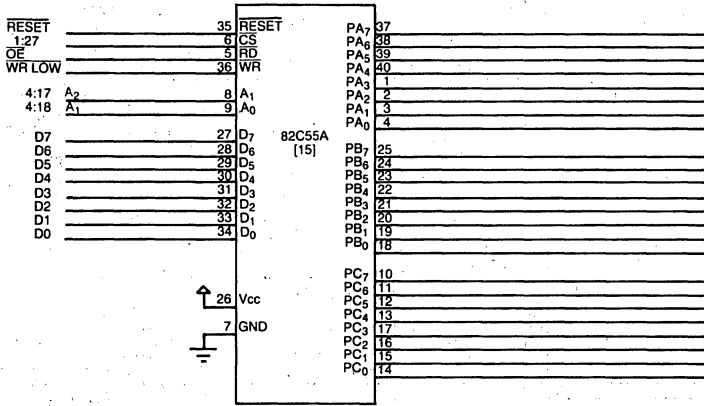 RESET 35 RESET
1:27 6 CS
OE 5 RD
WR LOW 36 WR
4:17 A2 8 A1
4:18 A1 9 A0
D7 27 D7
D6 28 D6
D5 29 D5
D4 30 D4
D3 31 D3
D2 32 D2
D1 33 D1
D0 34 D0
26 Vcc
7 GND
82C55A
[15]
PA7 37
PA6 38
PA5 39
PA4 40
PA3 1
PA2 2
PA1 3
PA0 4
PB7 25
PB6 24
PB5 23
PB4 22
PB3 21
PB2 20
PB1 19
PB0 18
PC7 10
PC6 11
PC5 12
PC4 13
PC3 17
PC2 16
PC1 15
PC0 14